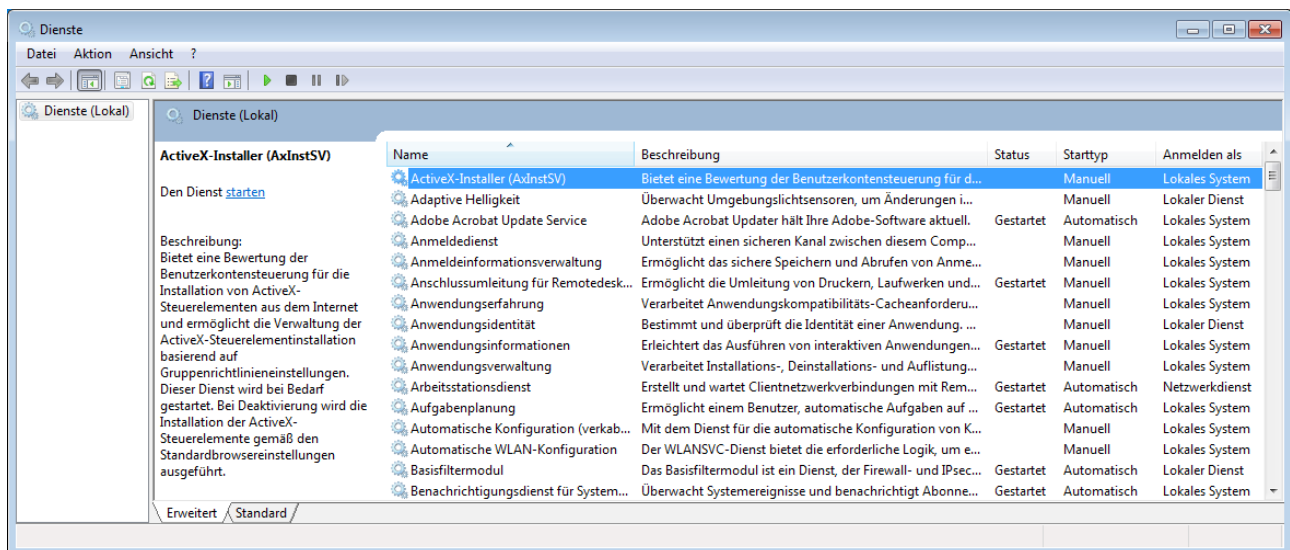 Dienste
Datei Aktion Ansicht ?
Dienste (Lokal)
Dienste (Lokal)
ActiveX-Installer (AxInstSV)
Den Dienst starten
Beschreibung:
Bietet eine Bewertung der
Benutzerkontensteuerung für die
Installation von ActiveX-
Steuerelementen aus dem Internet
und ermöglicht die Verwaltung der
ActiveX-Steuerelementinstallation
basierend auf
Gruppenrichtlinieneinstellungen.
Dieser Dienst wird bei Bedarf
gestartet. Bei Deaktivierung wird die
Installation der ActiveX-
Steuerelemente gemäß den
Standardbrowsereinstellungen
ausgeführt.
Name Beschreibung Status Starttyp Anmelden als
ActiveX-Installer (AxInstSV) Bietet eine Bewertung der Benutzerkontensteuerung für d... Manuell Lokales System
Adaptive Helligkeit Überwacht Umgebungslichtsensoren, um Änderungen i... Manuell Lokaler Dienst
Adobe Acrobat Update Service Adobe Acrobat Updater hält Ihre Adobe-Software aktuell. Gestartet Automatisch Lokales System
Anmeldedienst Unterstützt einen sicheren Kanal zwischen diesem Comp... Manuell Lokales System
Anmeldeinformationsverwaltung Ermöglicht das sichere Speichern und Abrufen von Anme... Manuell Lokales System
Anschlussumleitung für Remotedesk... Ermöglicht die Umleitung von Druckern, Laufwerken und... Gestartet Manuell Lokales System
Anwendungserfahrung Verarbeitet Anwendungskompatibilitäts-Cacheanforderu... Manuell Lokales System
Anwendungsidentität Bestimmt und überprüft die Identität einer Anwendung. ... Manuell Lokaler Dienst
Anwendungsinformationen Erleichtert das Ausführen von interaktiven Anwendungen... Gestartet Manuell Lokales System
Anwendungsverwaltung Verarbeitet Installations-, Deinstallations- und Auflistung... Manuell Lokales System
Arbeitsstationsdienst Erstellt und wartet Clientnetzwerkverbindungen mit Rem... Gestartet Automatisch Netzwerkdienst
Aufgabenplanung Ermöglicht einem Benutzer, automatische Aufgaben auf ... Gestartet Automatisch Lokales System
Automatische Konfiguration (verkab... Mit dem Dienst für die automatische Konfiguration von K... Manuell Lokales System
Automatische WLAN-Konfiguration Der WLANSVC-Dienst bietet die erforderliche Logik, um e... Manuell Lokales System
Basisfiltermodul Das Basisfiltermodul ist ein Dienst, der Firewall- und IPsec... Gestartet Automatisch Lokaler Dienst
Benachrichtigungsdienst für System... Überwacht Systemereignisse und benachrichtigt Abonne... Gestartet Automatisch Lokales System
Erweitert Standard